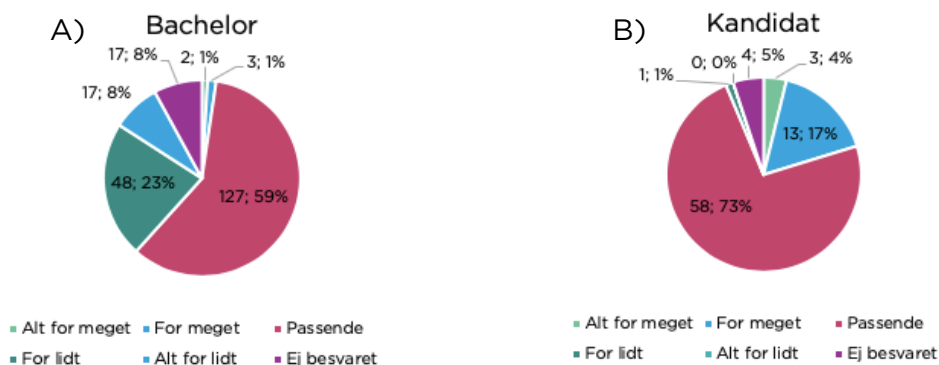 A) Bachelor
17; 8% 2; 1% 3; 1%
17; 8%
48; 23%
127; 59%
Alt for meget For meget Passende
For lidt Alt for lidt Ej besvaret
B) Kandidat
0; 0% 4; 5% 3; 4%
1; 1%
13; 17%
58; 73%
Alt for meget For meget Passende
For lidt Alt for lidt Ej besvaret